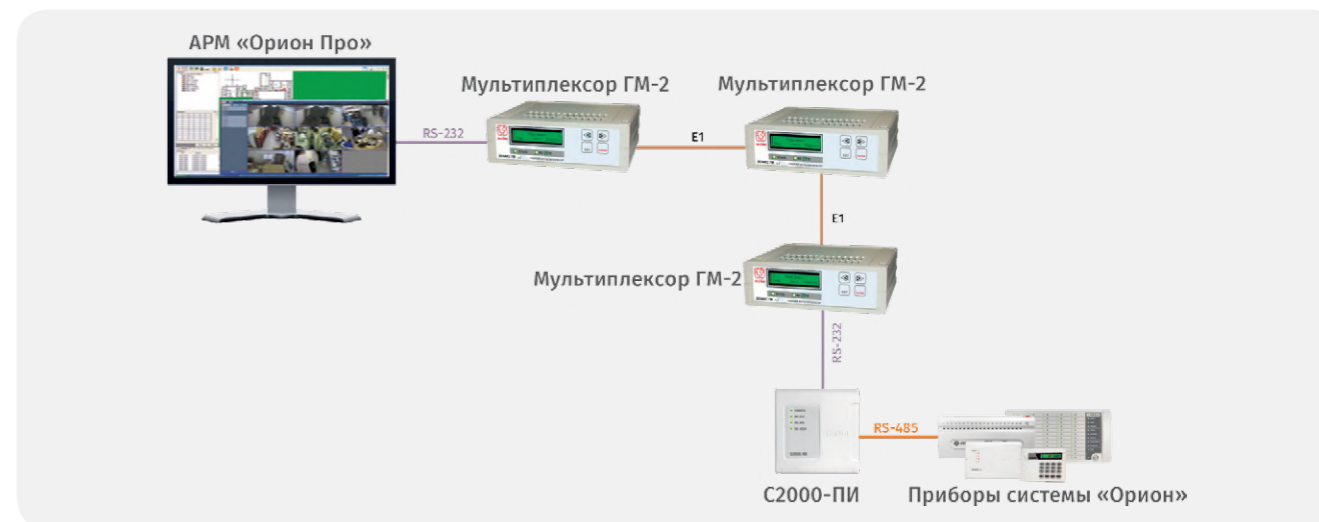 АРМ «Орион Про»
Мультиплексор ГМ-2
Мультиплексор ГМ-2
RS-232
E1
E1
Мультиплексор ГМ-2
RS-232
RS-485
С2000-ПИ
Приборы системы «Орион»